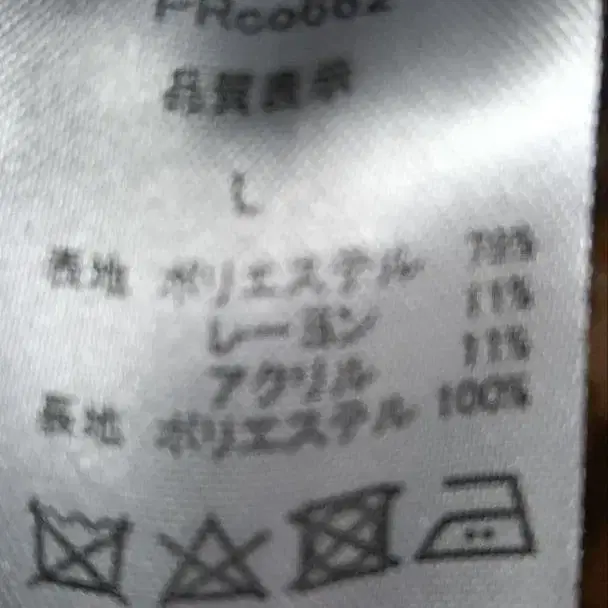 PRco662
品質表示
L
表地 ポリエステル 78%
レーヨン 11%
アクリル 11%
裏地 ポリエステル 100%